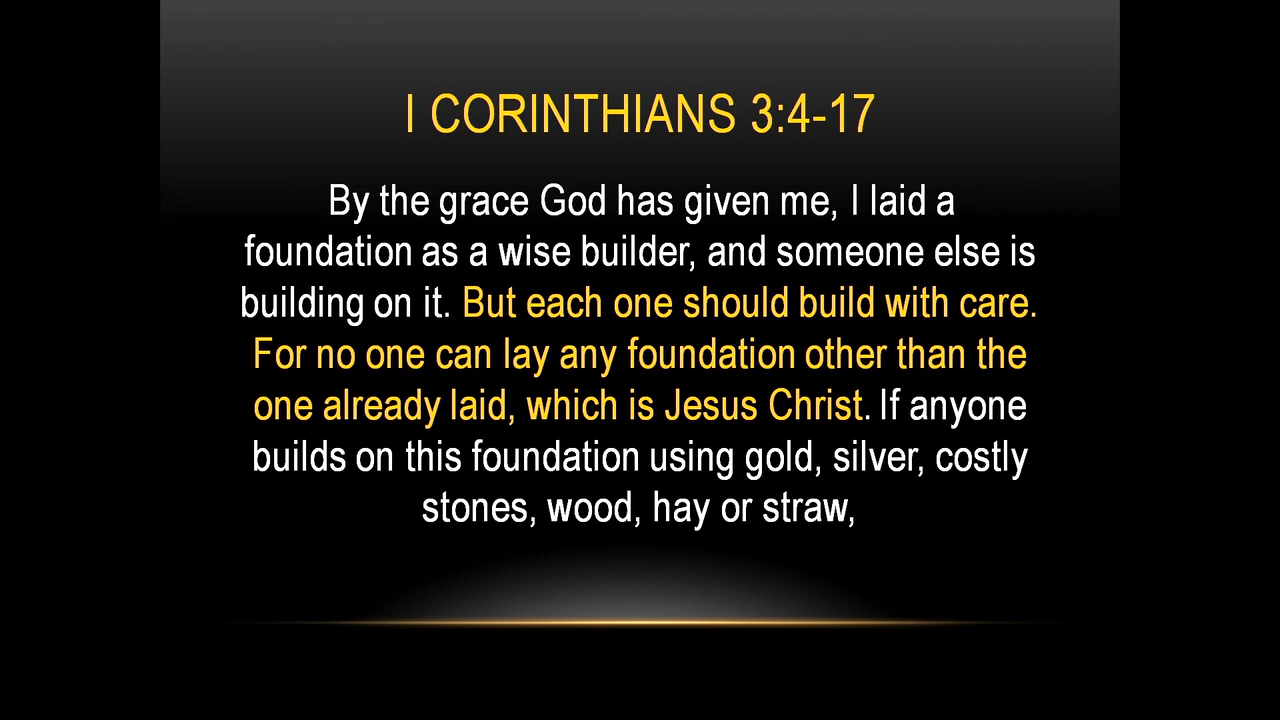 I CORINTHIANS 3:4-17
By the grace God has given me, I laid a
foundation as a wise builder, and someone else is
building on it. But each one should build with care.
For no one can lay any foundation other than the
one already laid, which is Jesus Christ. If anyone
builds on this foundation using gold, silver, costly
stones, wood, hay or straw,